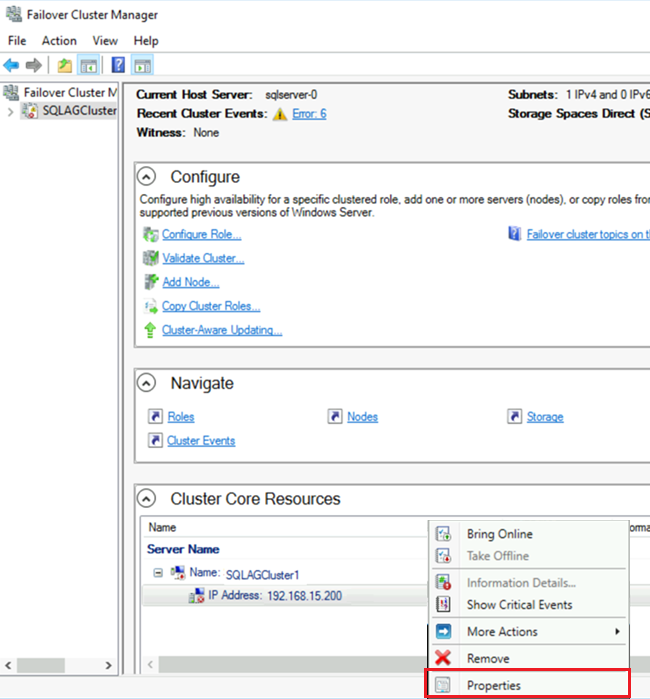 Failover Cluster Manager
File Action View Help
Failover Cluster M
SQLAGCluster
Current Host Server: sqlserver-0
Subnets: 1 IPv4 and 0 IPv6
Recent Cluster Events: Error: 6
Storage Spaces Direct (S
Witness: None
Configure
Configure high availability for a specific clustered role, add one or more servers (nodes), or copy roles from
supported previous versions of Windows Server.
Configure Role...
Failover cluster topics on t
Validate Cluster...
Add Node...
Copy Cluster Roles...
Cluster-Aware Updating...
Navigate
Roles
Nodes
Storage
Cluster Events
Cluster Core Resources
Name
Server Name
Name: SQLAGCluster1
IP Address: 192.168.15.200
Bring Online
Take Offline
Information Details...
Show Critical Events
More Actions
Remove
Properties